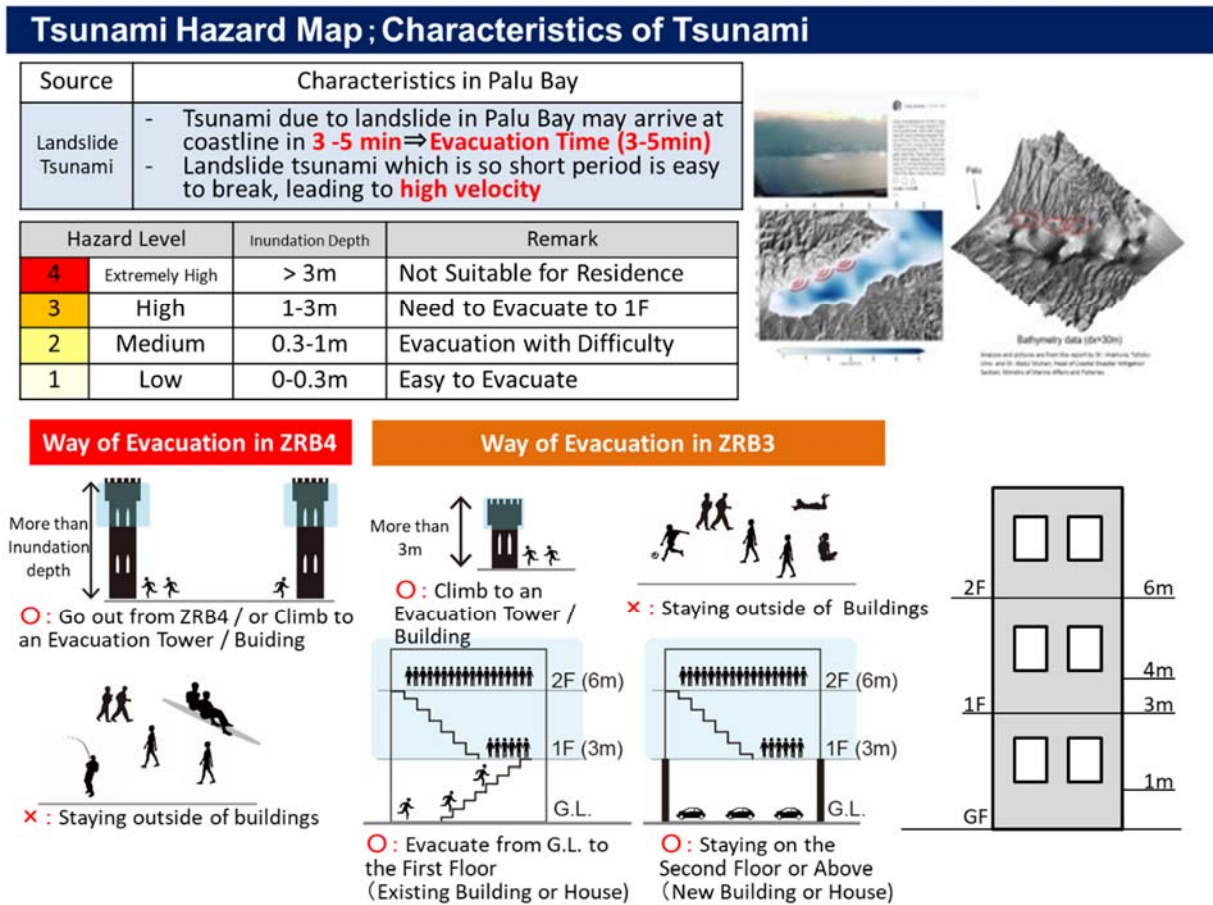 Tsunami Hazard Map ; Characteristics of Tsunami
Source
Characteristics in Palu Bay
Landslide
Tsunami
- Tsunami due to landslide in Palu Bay may arrive at
coastline in 3 -5 min⇒Evacuation Time (3-5min)
- Landslide tsunami which is so short period is easy
to break, leading to high velocity
Palu
Bathymetry data (dx=30m)
Hazard Level
Inundation Depth
Remark
4
Extremely High
> 3m
Not Suitable for Residence
3
High
1-3m
Need to Evacuate to 1F
2
Medium
0.3-1m
Evacuation with Difficulty
1
Low
0-0.3m
Easy to Evacuate
Way of Evacuation in ZRB4
More than
Inundation
depth
O : Go out from ZRB4 / or Climb to
an Evacuation Tower / Buiding
× : Staying outside of buildings
Way of Evacuation in ZRB3
More than
3m
O : Climb to an
Evacuation Tower /
Building
× : Staying outside of Buildings
2F (6m)
1F (3m)
G.L.
O : Evacuate from G.L. to
the First Floor
(Existing Building or House)
2F (6m)
1F (3m)
G.L.
O : Staying on the
Second Floor or Above
(New Building or House)
2F
6m
4m
1F
3m
1m
GF